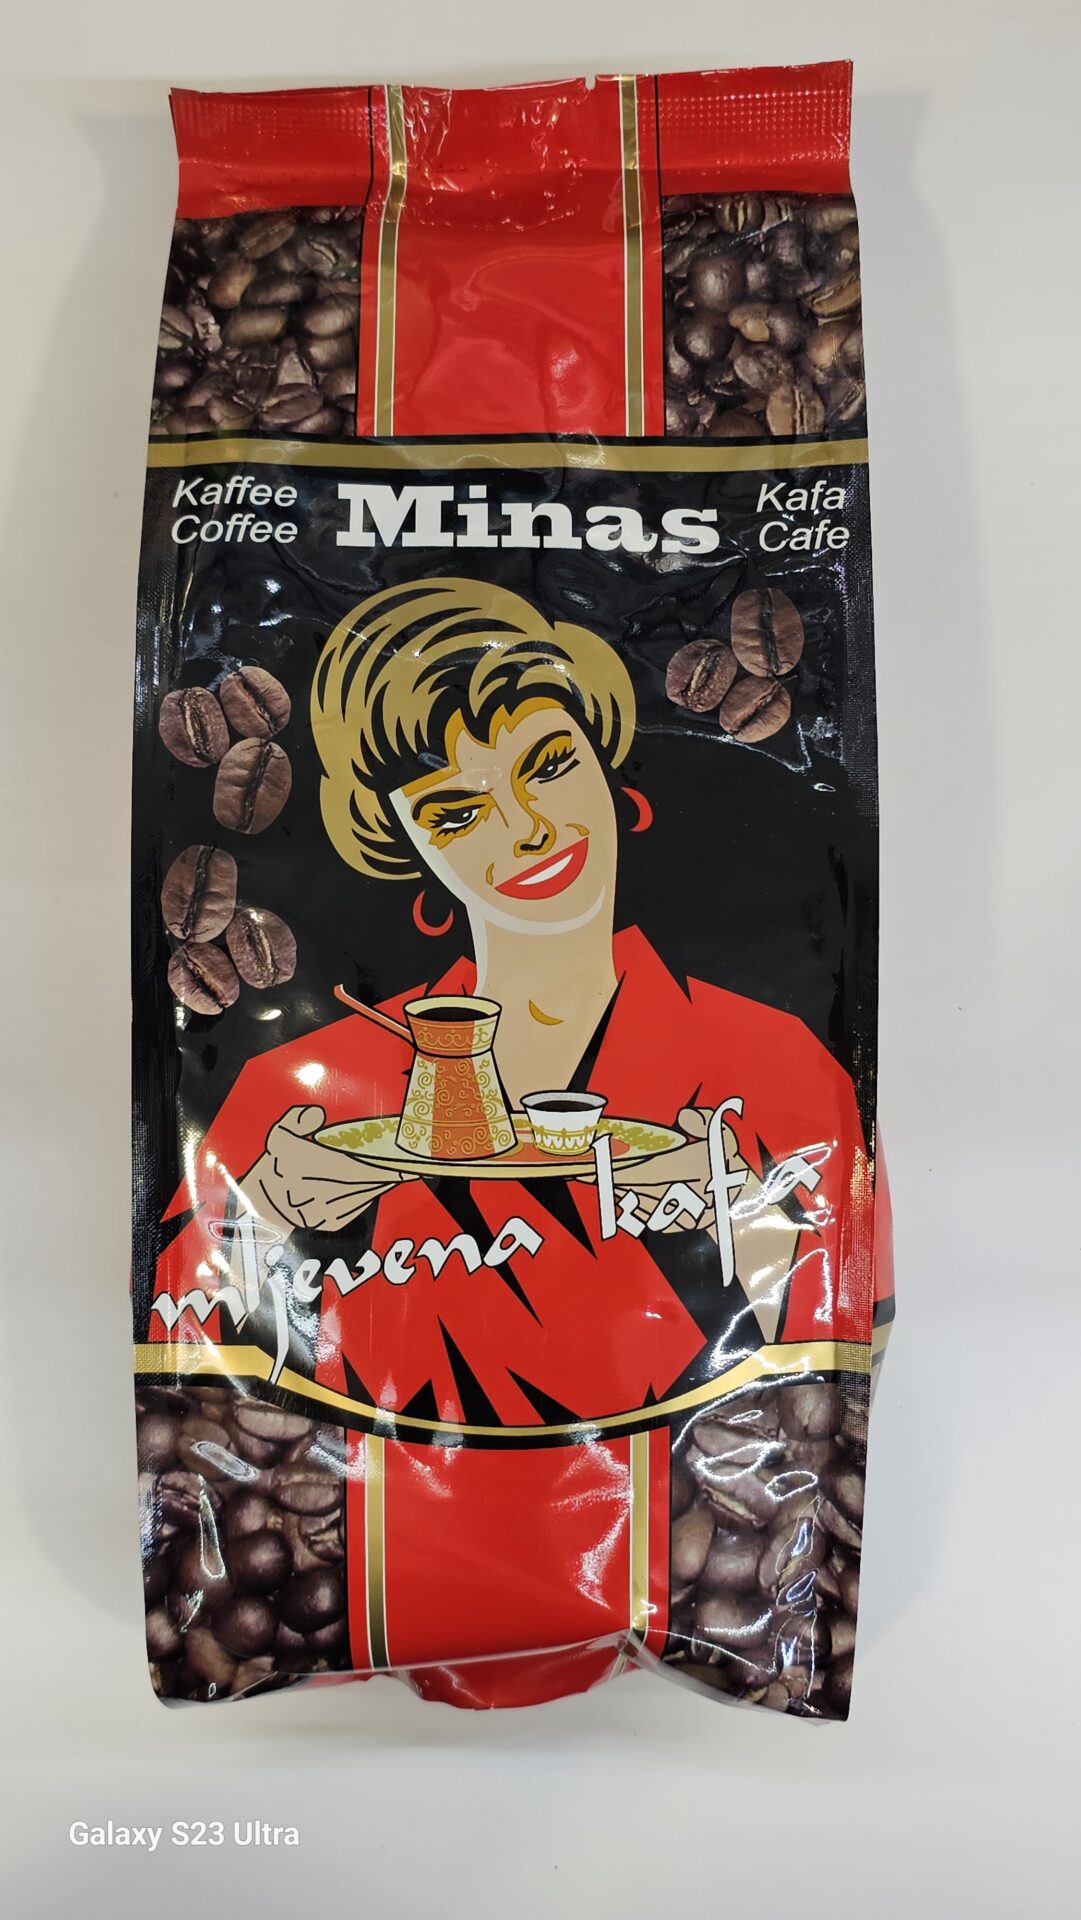 Kaffee
Coffee
Minas
Kafa
Cafe
mljevena kafa
Galaxy S23 Ultra